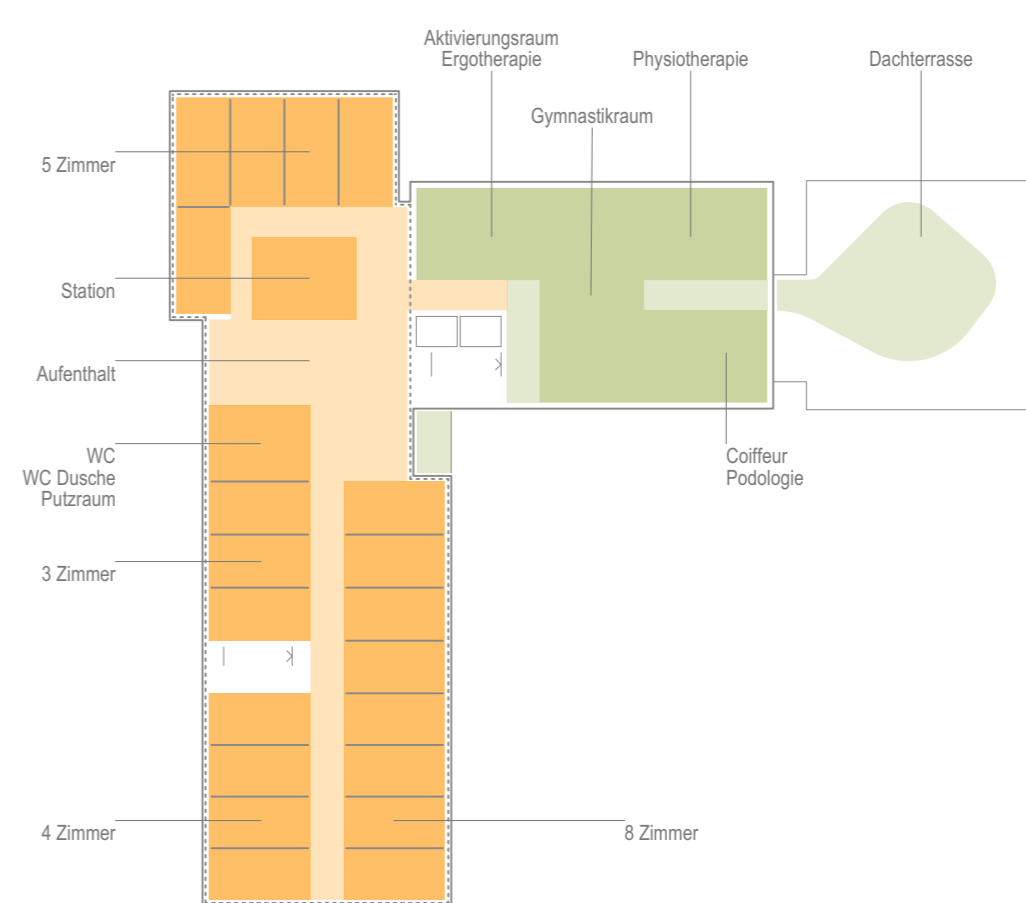 Aktivierungsraum
Ergotherapie
Physiotherapie
Dachterrasse
Gymnastikraum
5 Zimmer
Station
Aufenthalt
WC
WC Dusche
Putzraum
Coiffeur
Podologie
3 Zimmer
4 Zimmer
8 Zimmer